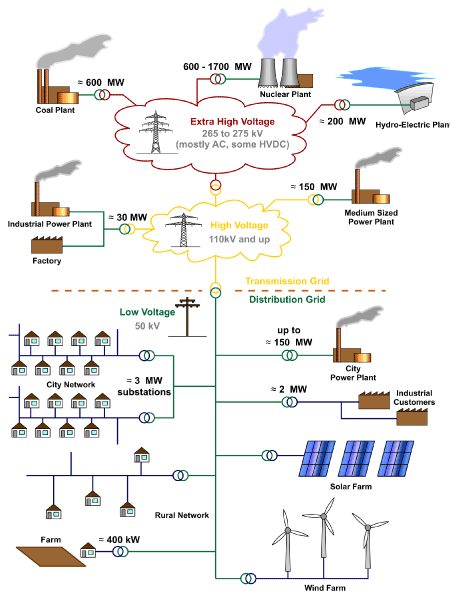 600 - 1700 MW
Nuclear Plant
≈ 600 MW
Coal Plant
Extra High Voltage
265 to 275 kV
(mostly AC, some HVDC)
≈ 200 MW
Hydro-Electric Plant
≈ 150 MW
Medium Sized
Power Plant
≈ 30 MW
Industrial Power Plant
Factory
High Voltage
110kV and up
Transmission Grid
Distribution Grid
Low Voltage
50 kV
up to
≈ 150 MW
City
Power Plant
City Network
≈ 3 MW
substations
≈ 2 MW
Industrial
Customers
Solar Farm
Rural Network
Farm
≈ 400 kW
Wind Farm